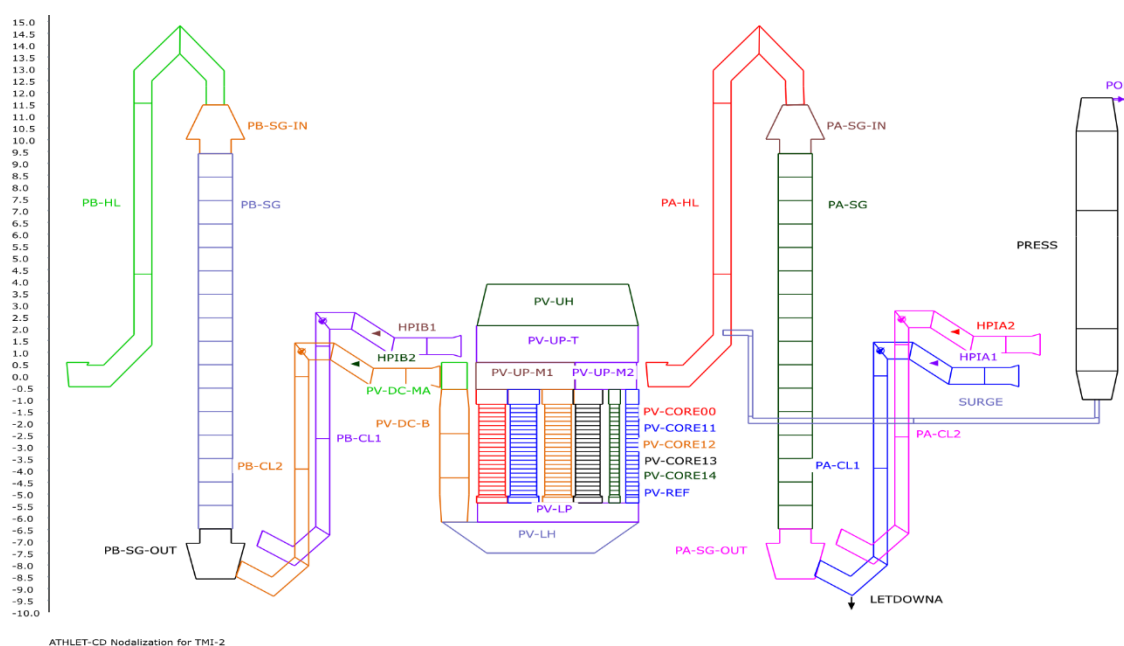 15.0
14.5
14.0
13.5
13.0
12.5
12.0
11.5
11.0
10.5
10.0
9.5
9.0
8.5
8.0
7.5
7.0
6.5
6.0
5.5
5.0
4.5
4.0
3.5
3.0
2.5
2.0
1.5
1.0
0.5
0.0
-0.5
-1.0
-1.5
-2.0
-2.5
-3.0
-3.5
-4.0
-4.5
-5.0
-5.5
-6.0
-6.5
-7.0
-7.5
-8.0
-8.5
-9.0
-9.5
-10.0
PB-HL
PB-SG-IN
PB-SG
PB-SG-OUT
PB-CL2
PB-CL1
HPIB1
HPIB2
PV-DC-MA
PV-DC-B
PV-UH
PV-UP-T
PV-UP-M1
PV-UP-M2
PV-CORE00
PV-CORE11
PV-CORE12
PV-CORE13
PV-CORE14
PV-REF
PV-LP
PV-LH
PA-HL
PA-SG-IN
PA-SG
PA-SG-OUT
PA-CL1
PA-CL2
HPIA2
HPIA1
SURGE
PRESS
PO
LETDOWNA
ATHLET-CD Nodalization for TMI-2